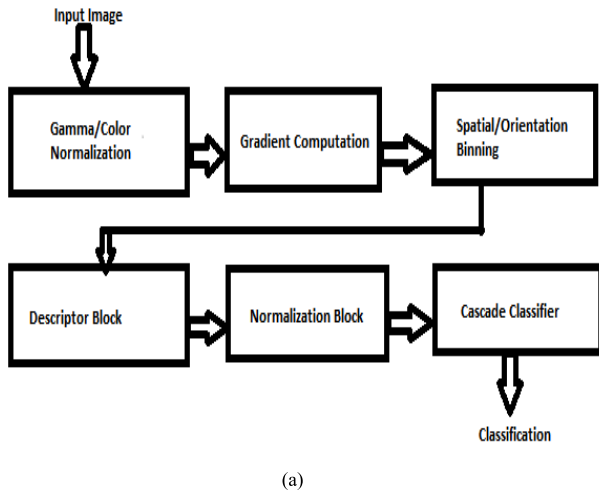 Input Image
Gamma/Color
Normalization
Gradient Computation
Spatial/Orientation
Binning
Descriptor Block
Normalization Block
Cascade Classifier
Classification
(a)